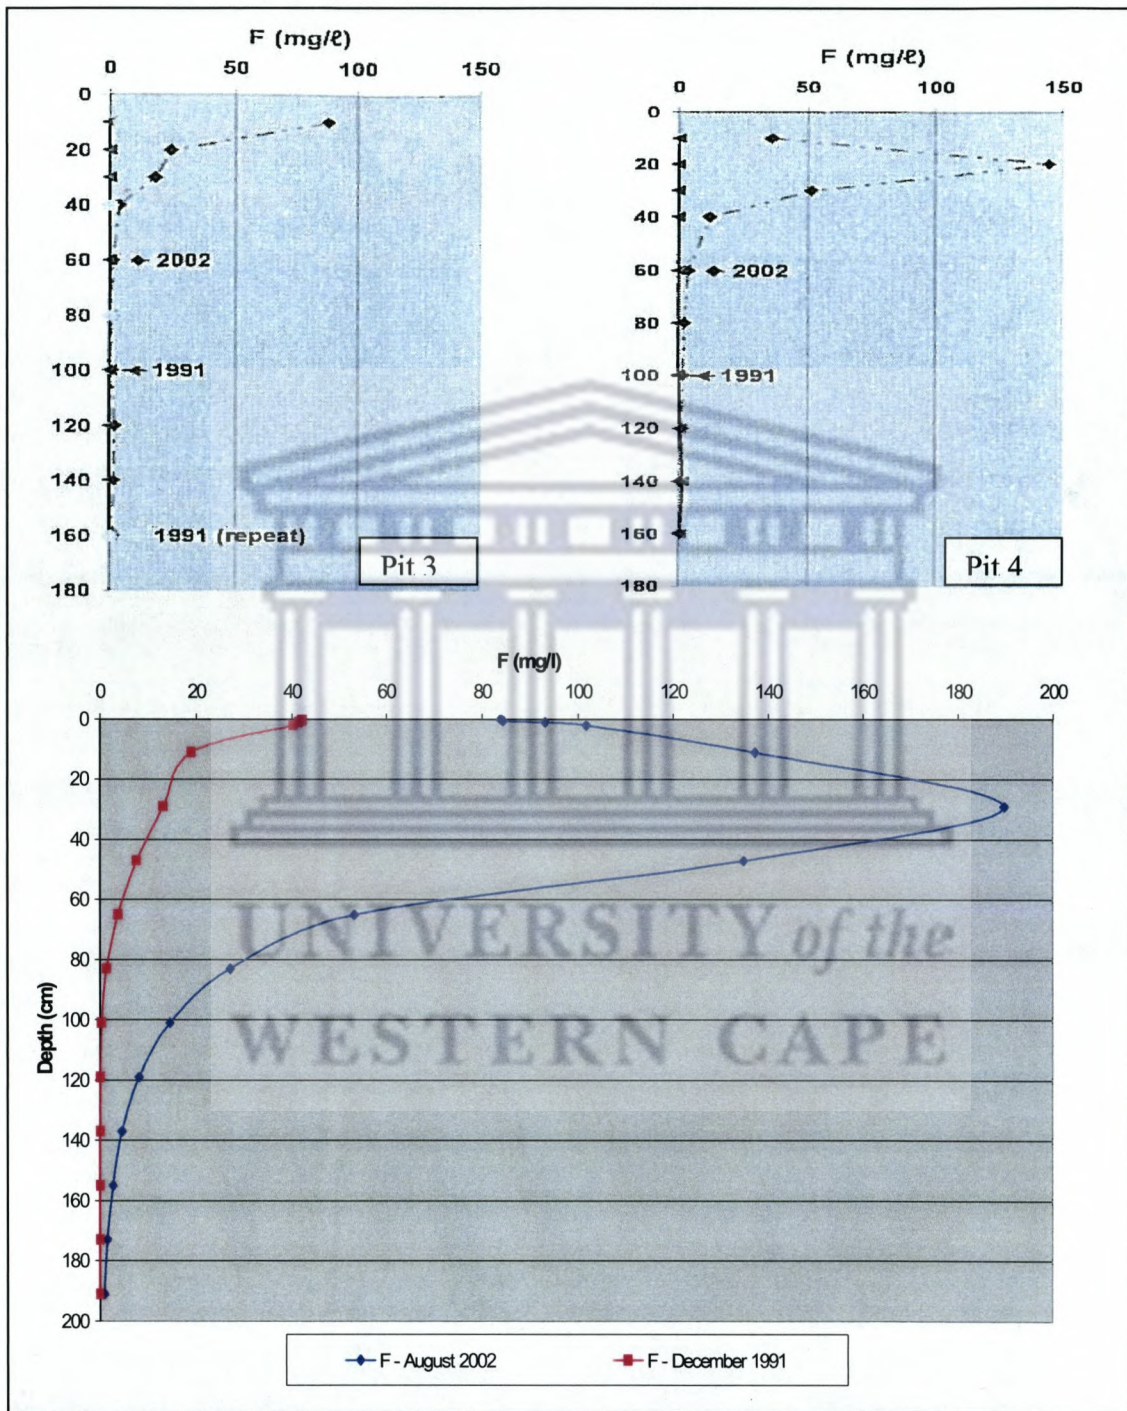 F (mg/ℓ)
0 50 100 150
0
20
40
60
80
100
120
140
160
180
2002
1991
1991 (repeat)
Pit 3
F (mg/ℓ)
0 50 100 150
0
20
40
60
80
100
120
140
160
180
2002
1991
Pit 4
F (mg/l)
0 20 40 60 80 100 120 140 160 180 200
0
20
40
60
80
100
120
140
160
180
200
Depth (cm)
UNIVERSITY of the
WESTERN CAPE
F - August 2002 F - December 1991